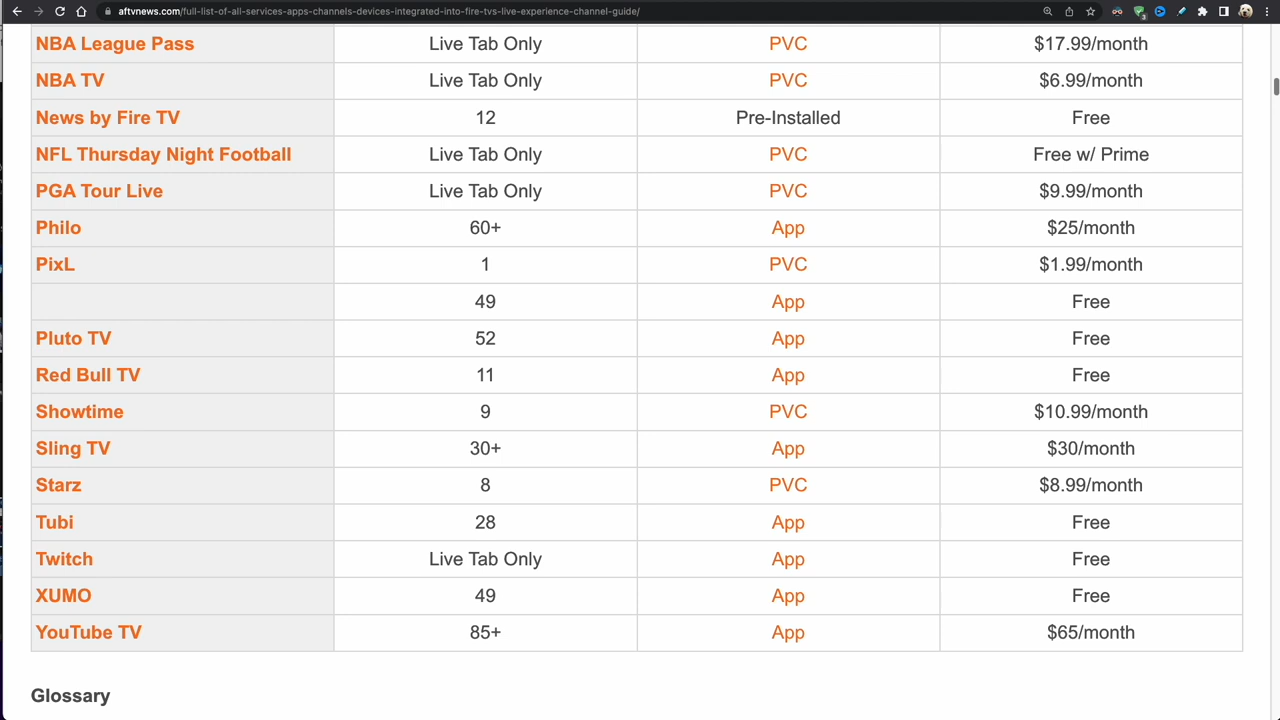 aftvnews.com/full-list-of-all-services-apps-channels-devices-integrated-into-fire-tvs-live-experience-channel-guide/
NBA League Pass Live Tab Only PVC $17.99/month
NBA TV Live Tab Only PVC $6.99/month
News by Fire TV 12 Pre-Installed Free
NFL Thursday Night Football Live Tab Only PVC Free w/ Prime
PGA Tour Live Live Tab Only PVC $9.99/month
Philo 60+ App $25/month
PixL 1 PVC $1.99/month
49 App Free
Pluto TV 52 App Free
Red Bull TV 11 App Free
Showtime 9 PVC $10.99/month
Sling TV 30+ App $30/month
Starz 8 PVC $8.99/month
Tubi 28 App Free
Twitch Live Tab Only App Free
XUMO 49 App Free
YouTube TV 85+ App $65/month
Glossary